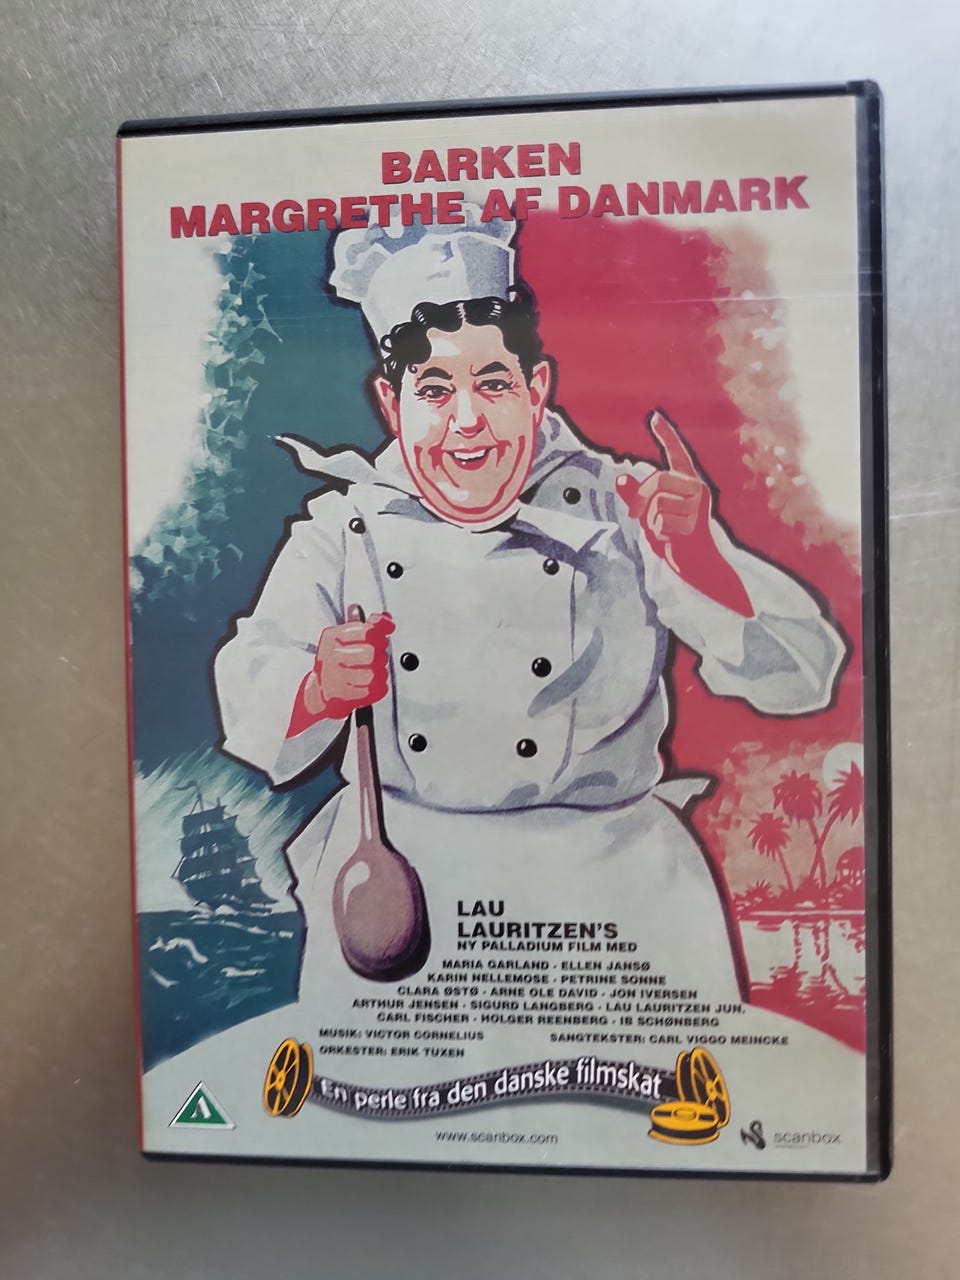 BARKEN
MARGRETHE AF DANMARK
LAU
LAURITZEN'S
NY PALLADIUM FILM MED
MARIA GARLAND · ELLEN JANSØ
KARIN NELLEMOSE · PETRINE SONNE
CLARA ØSTØ · ARNE OLE DAVID · JON IVERSEN
ARTHUR JENSEN · SIGURD LANGBERG · LAU LAURITZEN JUN,
CARL FISCHER · HOLGER REENBERG · IB SCHØNBERG
MUSIK: VICTOR CORNELIUS
SANGTEKSTER: CARL VIGGO MEINCKE
ORKESTER: ERIK TUXEN
En perle fra den danske filmskat
A
www.scanbox.com
scanbox